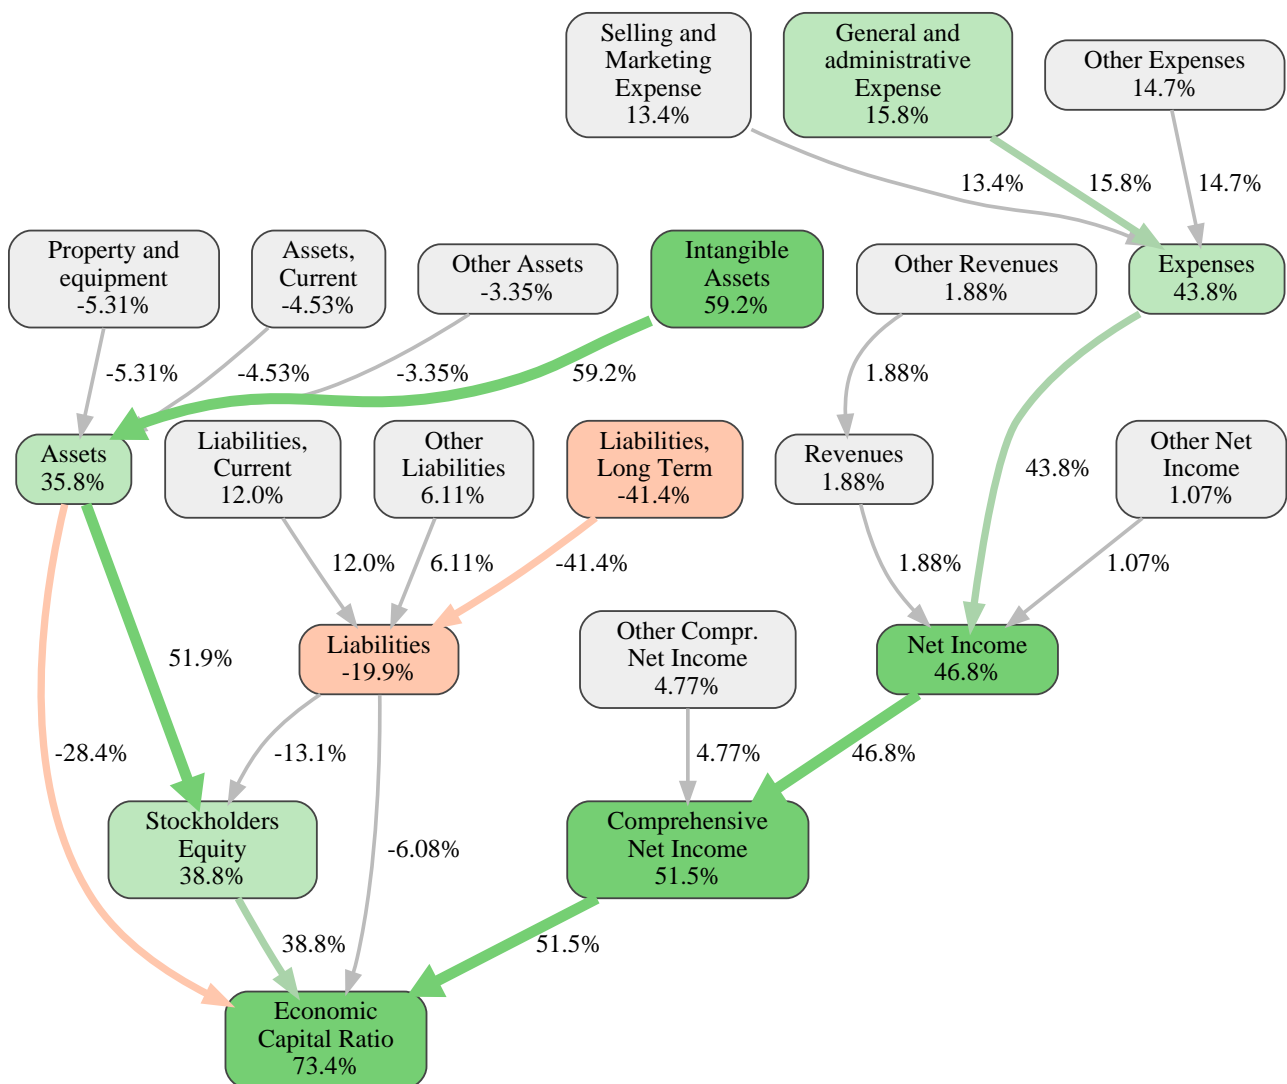 Selling and
Marketing
Expense
13.4%
General and
administrative
Expense
15.8%
Other Expenses
14.7%
13.4%
15.8%
14.7%
Property and
equipment
-5.31%
Assets,
Current
-4.53%
Other Assets
-3.35%
Intangible
Assets
59.2%
Other Revenues
1.88%
Expenses
43.8%
-5.31%
-4.53%
-3.35%
59.2%
1.88%
Assets
35.8%
Liabilities,
Current
12.0%
Other
Liabilities
6.11%
Liabilities,
Long Term
-41.4%
Revenues
1.88%
43.8%
Other Net
Income
1.07%
12.0%
6.11%
-41.4%
1.88%
1.07%
51.9%
Liabilities
-19.9%
Other Compr.
Net Income
4.77%
Net Income
46.8%
-28.4%
-13.1%
4.77%
46.8%
Stockholders
Equity
38.8%
-6.08%
Comprehensive
Net Income
51.5%
38.8%
51.5%
Economic
Capital Ratio
73.4%